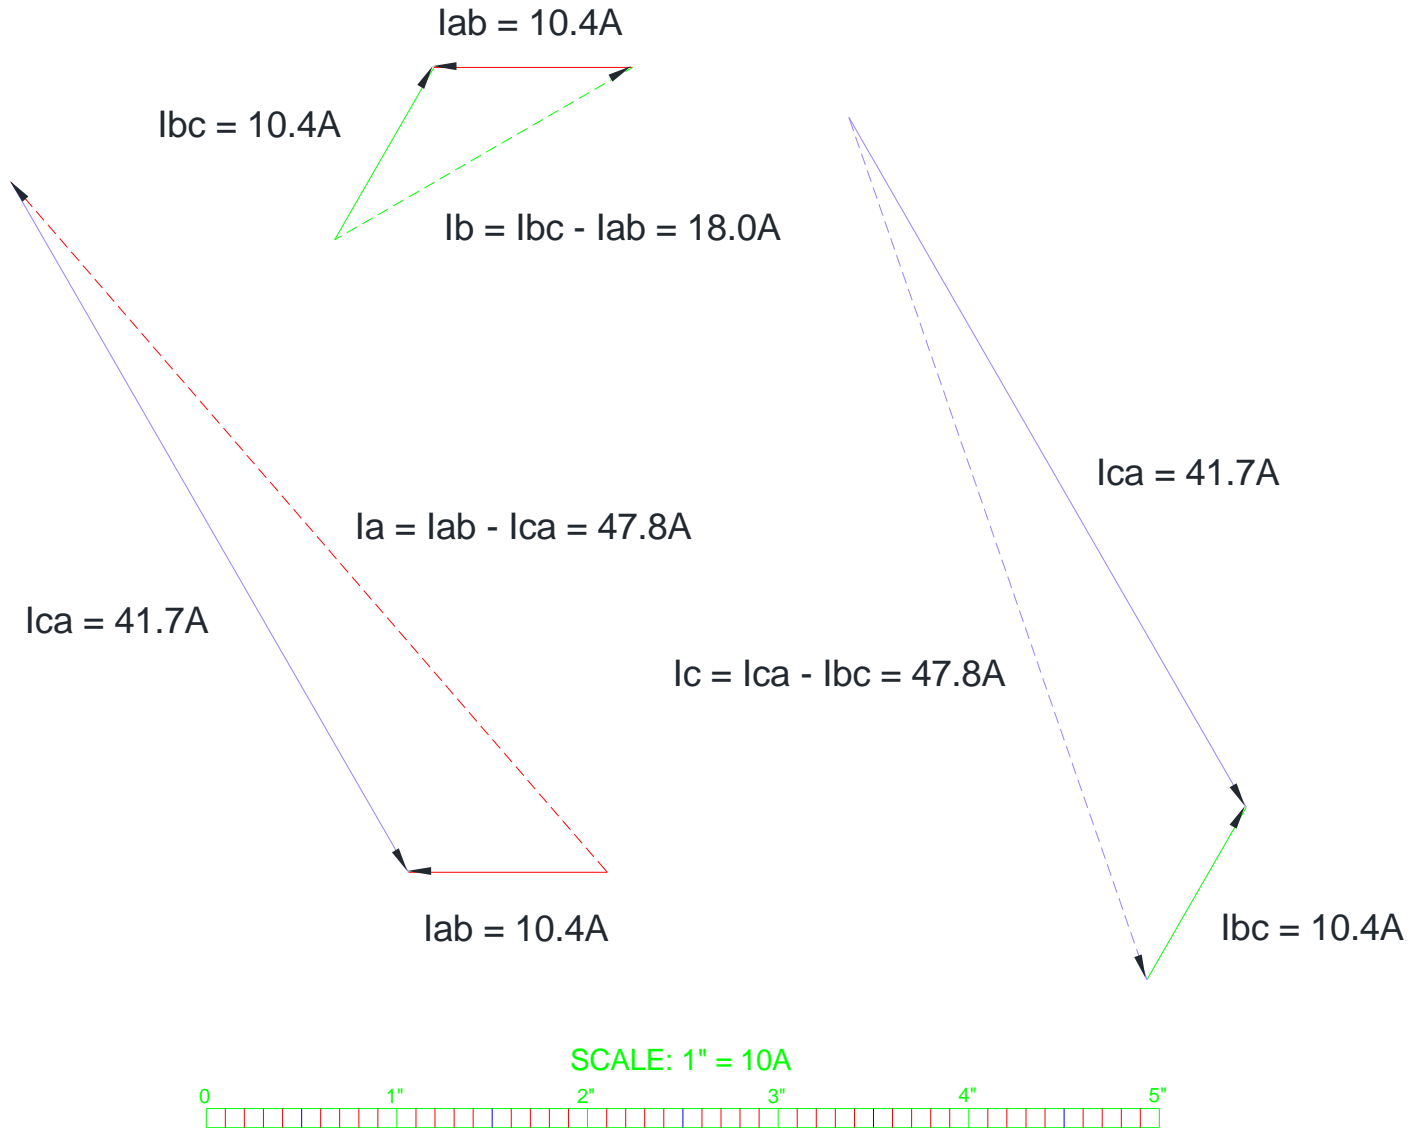 Iab = 10.4A
Ibc = 10.4A
Ib = Ibc - Iab = 18.0A
Ica = 41.7A
Ia = Iab - Ica = 47.8A
Ica = 41.7A
Ic = Ica - Ibc = 47.8A
Iab = 10.4A
Ibc = 10.4A
SCALE: 1" = 10A
0 1" 2" 3" 4" 5"